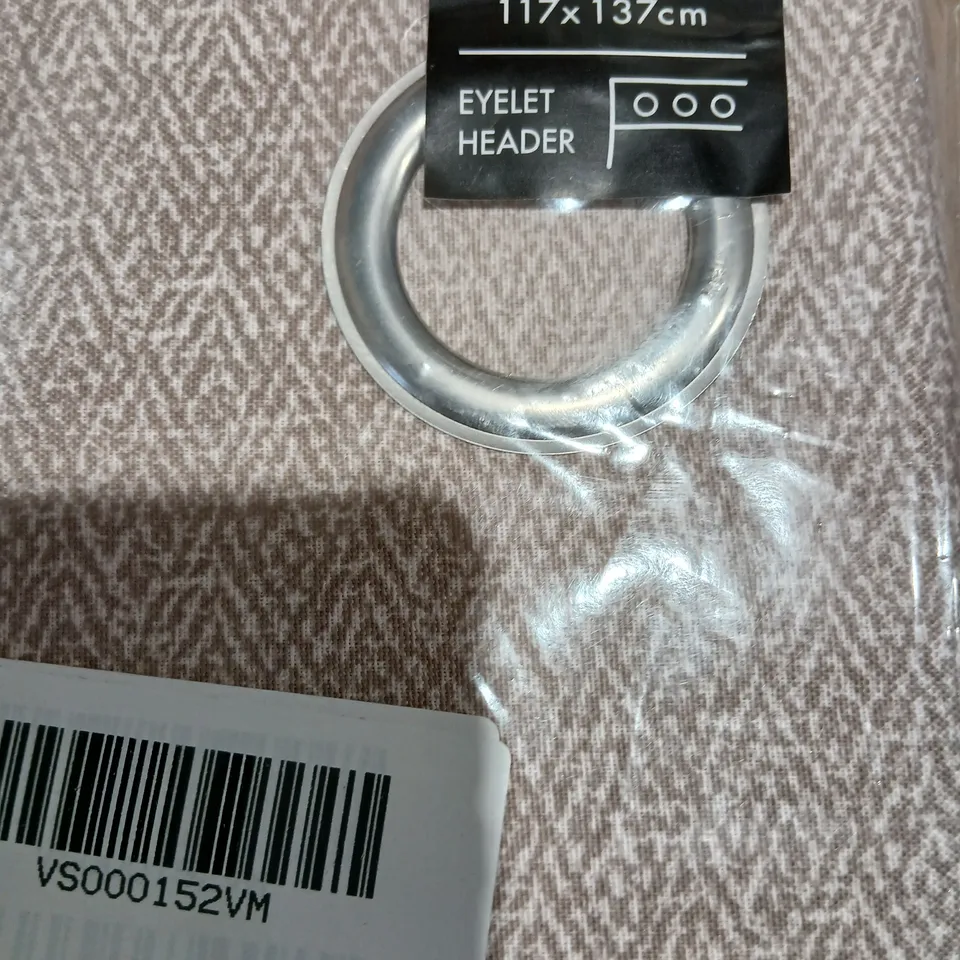 117x137cm
EYELET
HEADER
VS000152VM